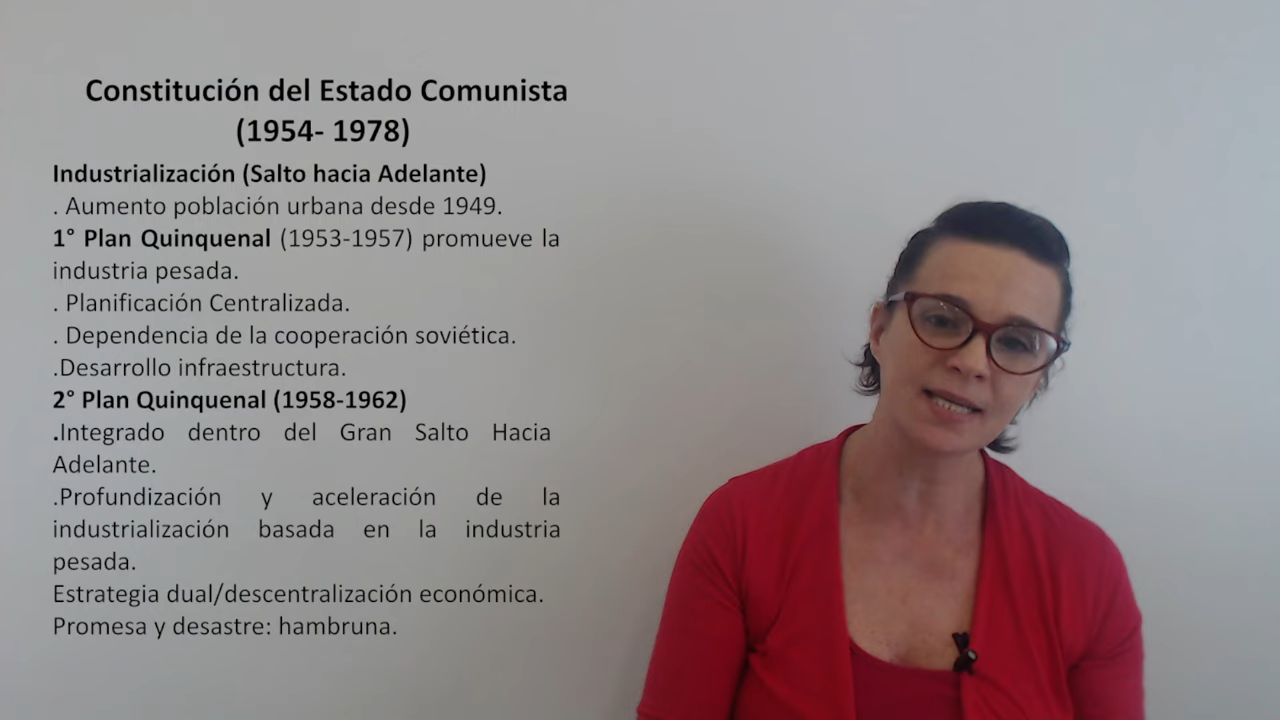 Constitución del Estado Comunista
(1954- 1978)
Industrialización (Salto hacia Adelante)
. Aumento población urbana desde 1949.
1° Plan Quinquenal (1953-1957) promueve la
industria pesada.
. Planificación Centralizada.
. Dependencia de la cooperación soviética.
.Desarrollo infraestructura.
2° Plan Quinquenal (1958-1962)
.Integrado dentro del Gran Salto Hacia
Adelante.
.Profundización y aceleración de la
industrialización basada en la industria
pesada.
Estrategia dual/descentralización económica.
Promesa y desastre: hambruna.